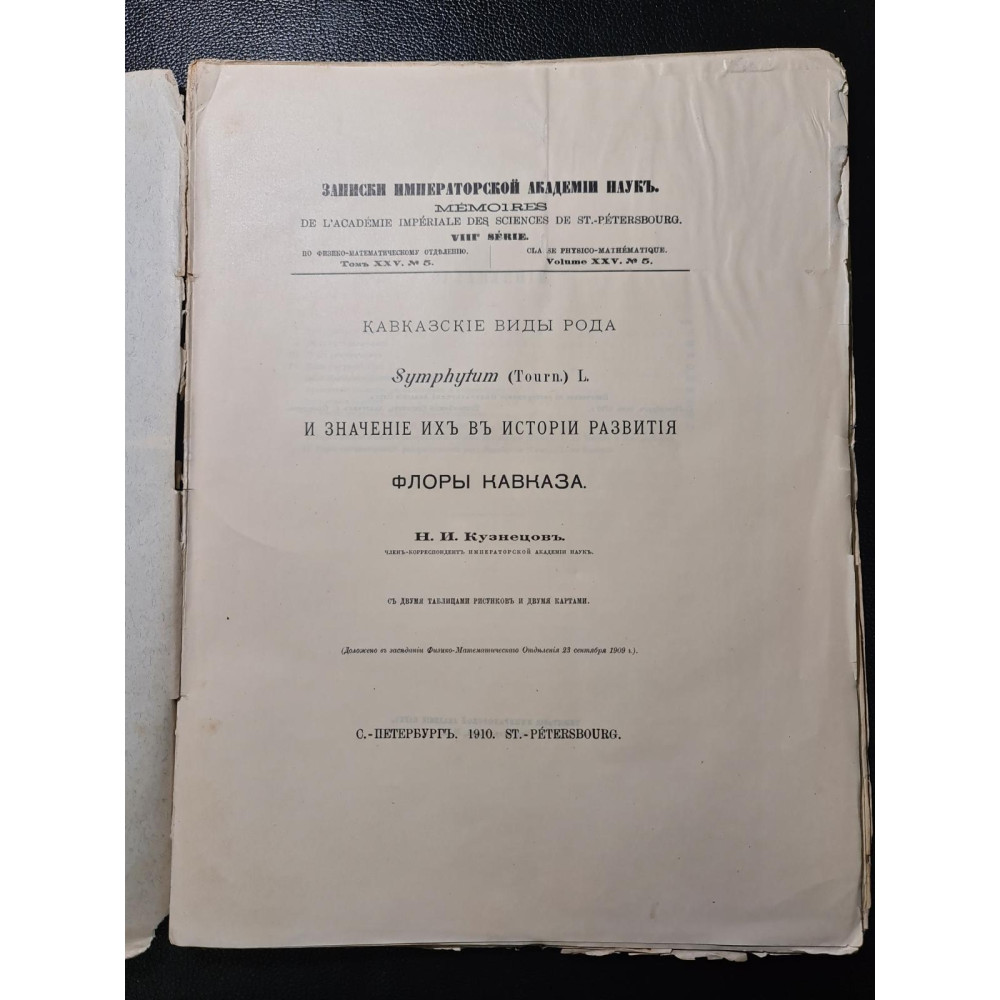 ЗАПИСКИ ИМПЕРАТОРСКОЙ АКАДЕМІИ НАУКЪ.
MÉMOIRES
DE L'ACADÉMIE IMPÉRIALE DES SCIENCES DE ST.-PÉTERSBOURG.
VIIIᵉ SÉRIE.
ПО ФИЗИКО-МАТЕМАТИЧЕСКОМУ ОТДѢЛЕНІЮ.
Томъ XXV. № 5.
CLA SE PHYSICO-MATHÉMATIQUE.
Volume XXV. № 5.
КАВКАЗСКІЕ ВИДЫ РОДА
Symphytum (Tourn.) L.
И ЗНАЧЕНІЕ ИХЪ ВЪ ИСТОРІИ РАЗВИТІЯ
ФЛОРЫ КАВКАЗА.
Н. И. Кузнецовъ.
ЧЛЕНЪ-КОРРЕСПОНДЕНТЪ ИМПЕРАТОРСКОЙ АКАДЕМІИ НАУКЪ.
СЪ ДВУМЯ ТАБЛИЦАМИ РИСУНКОВЪ И ДВУМЯ КАРТАМИ.
(Доложено въ засѣданіи Физико-Математическаго Отдѣленія 23 сентября 1909 г.).
С.-ПЕТЕРБУРГЪ. 1910. ST.-PÉTERSBOURG.